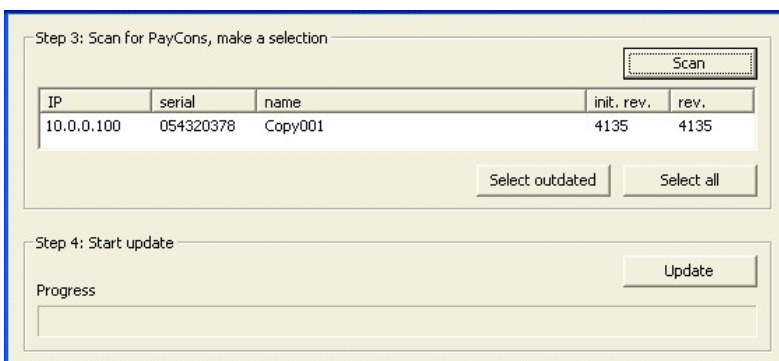 Step 3: Scan for PayCons, make a selection
Scan
IP serial name init. rev. rev.
10.0.0.100 054320378 Copy001 4135 4135
Select outdated Select all
Step 4: Start update
Update
Progress